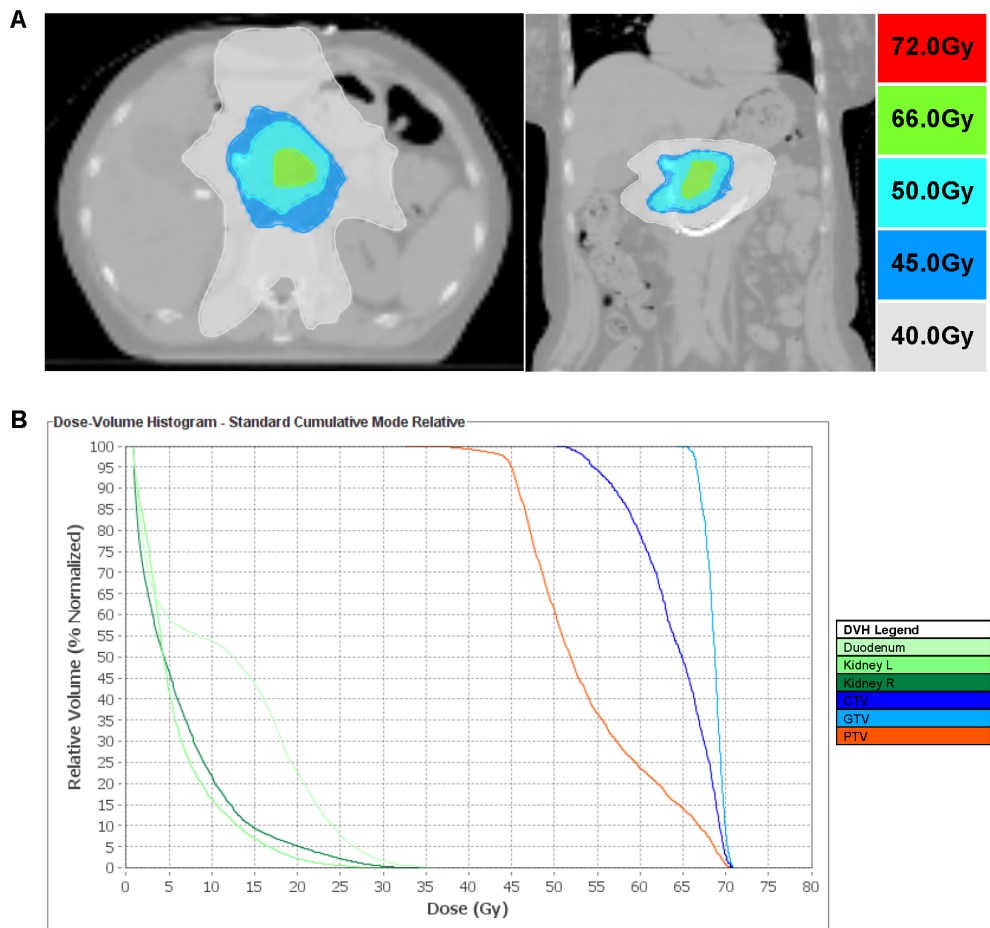 A
72.0Gy
66.0Gy
50.0Gy
45.0Gy
40.0Gy
B
Dose-Volume Histogram - Standard Cumulative Mode Relative
Relative Volume (% Normalized)
100
95
90
85
80
75
70
65
60
55
50
45
40
35
30
25
20
15
10
5
0
0 5 10 15 20 25 30 35 40 45 50 55 60 65 70 75 80
Dose (Gy)
DVH Legend
Duodenum
Kidney L
Kidney R
CTV
GTV
PTV